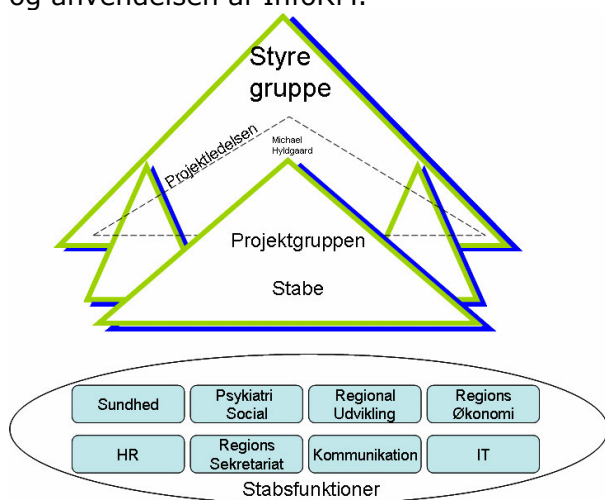 og anvendelsen af InfoRM.
Styre
gruppe
Projektledelsen
Michael
Hyldgaard
Projektgruppen
Stabe
Sundhed
Psykiatri
Social
Regional
Udvikling
Regions
Økonomi
HR
Regions
Sekretariat
Kommunikation
IT
Stabsfunktioner